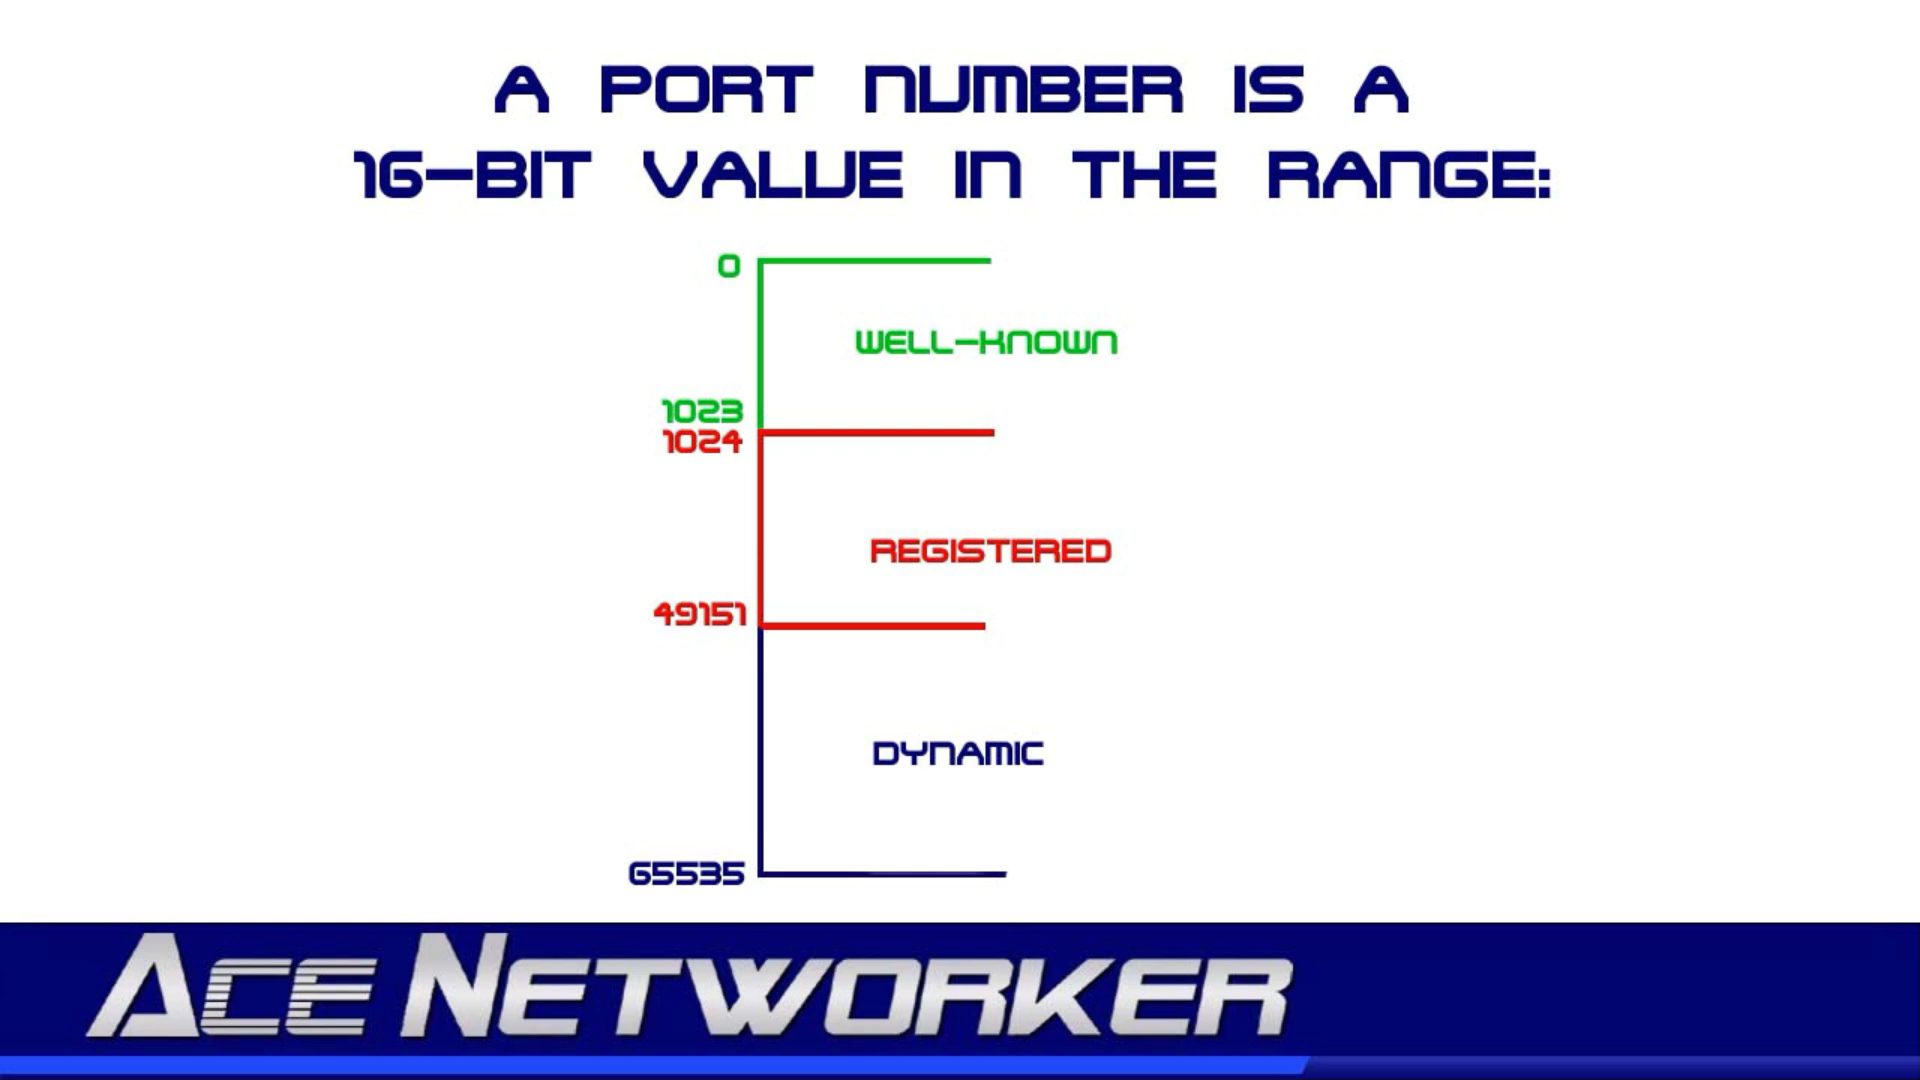 A PORT NUMBER IS A
16-BIT VALUE IN THE RANGE:
0
WELL-KNOWN
1023
1024
REGISTERED
49151
DYNAMIC
65535
ACE NETWORKER